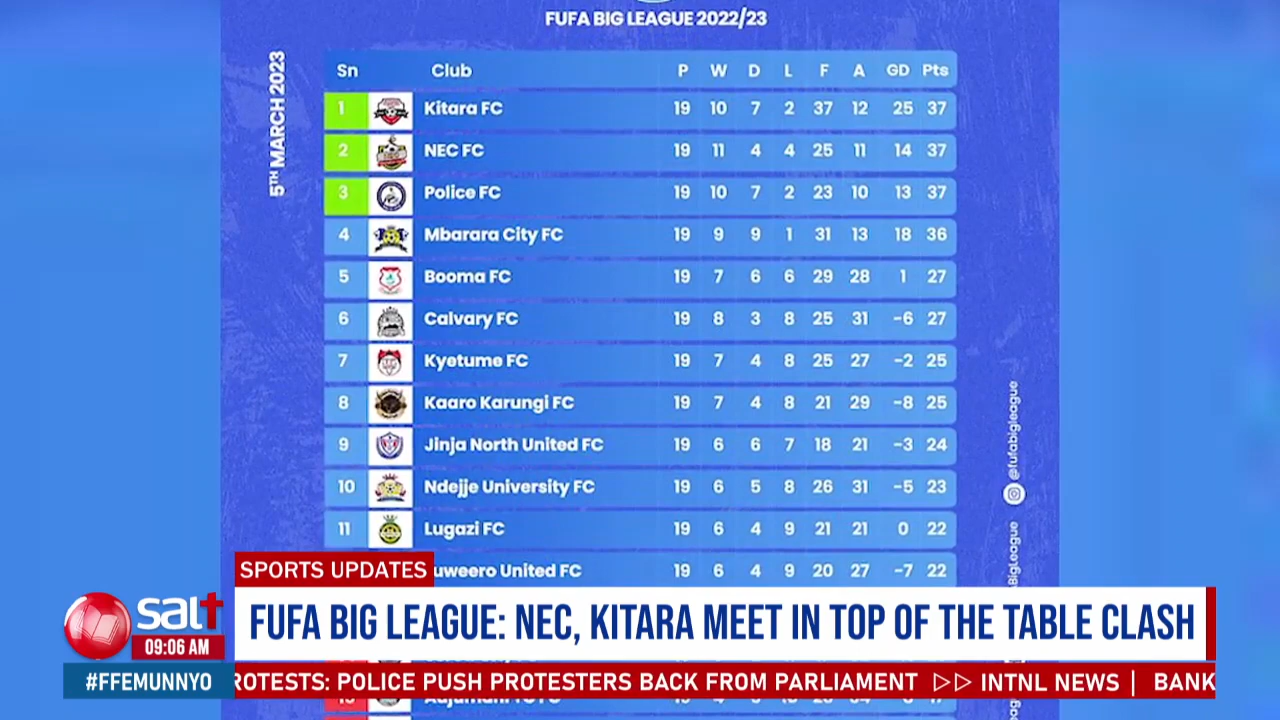 FUFA BIG LEAGUE 2022/23
5TH MARCH 2023
Sn Club P W D L F A GD Pts
1 Kitara FC 19 10 7 2 37 12 25 37
2 NEC FC 19 11 4 4 25 11 14 37
3 Police FC 19 10 7 2 23 10 13 37
4 Mbarara City FC 19 9 9 1 31 13 18 36
5 Booma FC 19 7 6 6 29 28 1 27
6 Calvary FC 19 8 3 8 25 31 -6 27
7 Kyetume FC 19 7 4 8 25 27 -2 25
8 Kaaro Karungi FC 19 7 4 8 21 29 -8 25
9 Jinja North United FC 19 6 6 7 18 21 -3 24
10 Ndejje University FC 19 6 5 8 26 31 -5 23
11 Lugazi FC 19 6 4 9 21 21 0 22
uweero United FC 19 6 4 9 20 27 -7 22
@fufabigleague
BigLeague
SPORTS UPDATES
FUFA BIG LEAGUE: NEC, KITARA MEET IN TOP OF THE TABLE CLASH
salt
09:06 AM
#FFEMUNNYO
ROTESTS: POLICE PUSH PROTESTERS BACK FROM PARLIAMENT ▷▷ INTNL NEWS | BANK